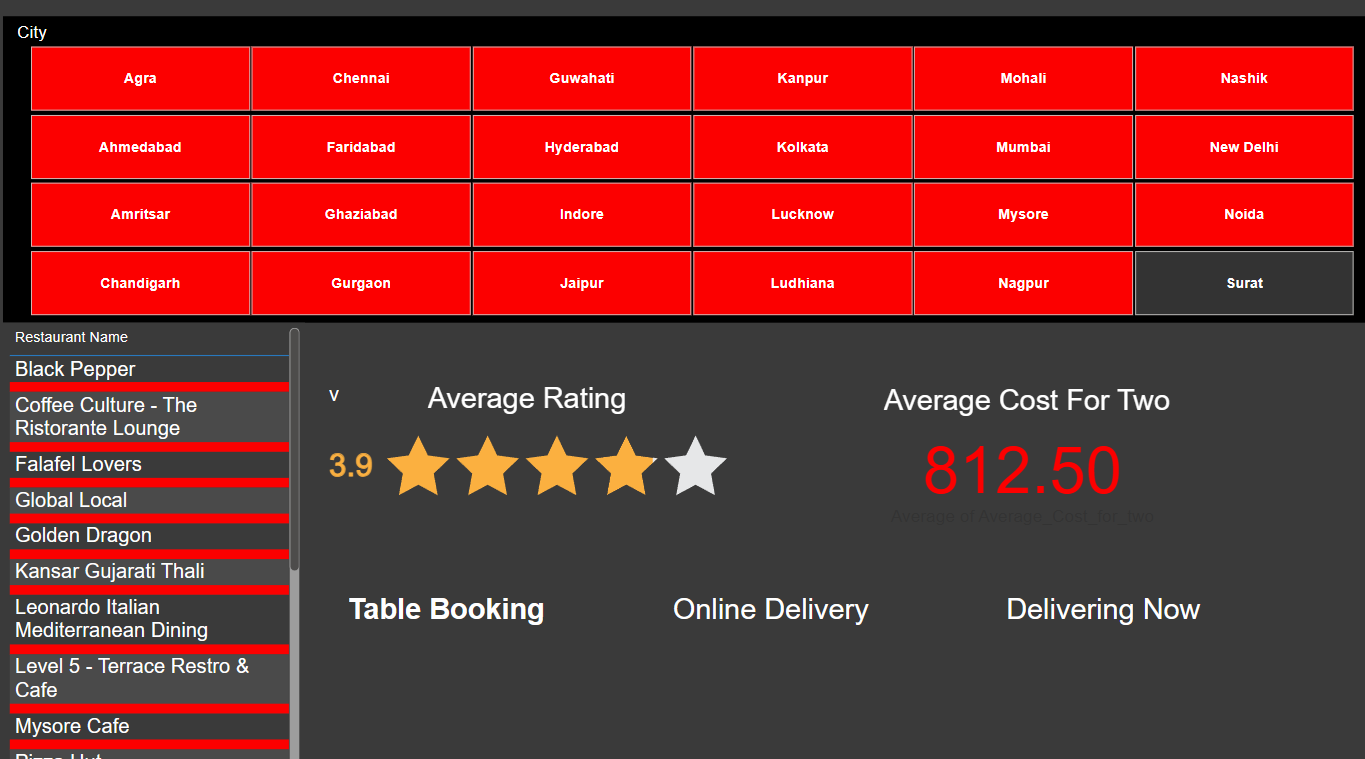 City
Agra Chennai Guwahati Kanpur Mohali Nashik
Ahmedabad Faridabad Hyderabad Kolkata Mumbai New Delhi
Amritsar Ghaziabad Indore Lucknow Mysore Noida
Chandigarh Gurgaon Jaipur Ludhiana Nagpur Surat
Restaurant Name
Black Pepper
Coffee Culture - The
Ristorante Lounge
Falafel Lovers
Global Local
Golden Dragon
Kansar Gujarati Thali
Leonardo Italian
Mediterranean Dining
Level 5 - Terrace Restro &
Cafe
Mysore Cafe
Pizza Hut
v
Average Rating
3.9
Average Cost For Two
812.50
Average of Average_Cost_for_two
Table Booking
Online Delivery
Delivering Now